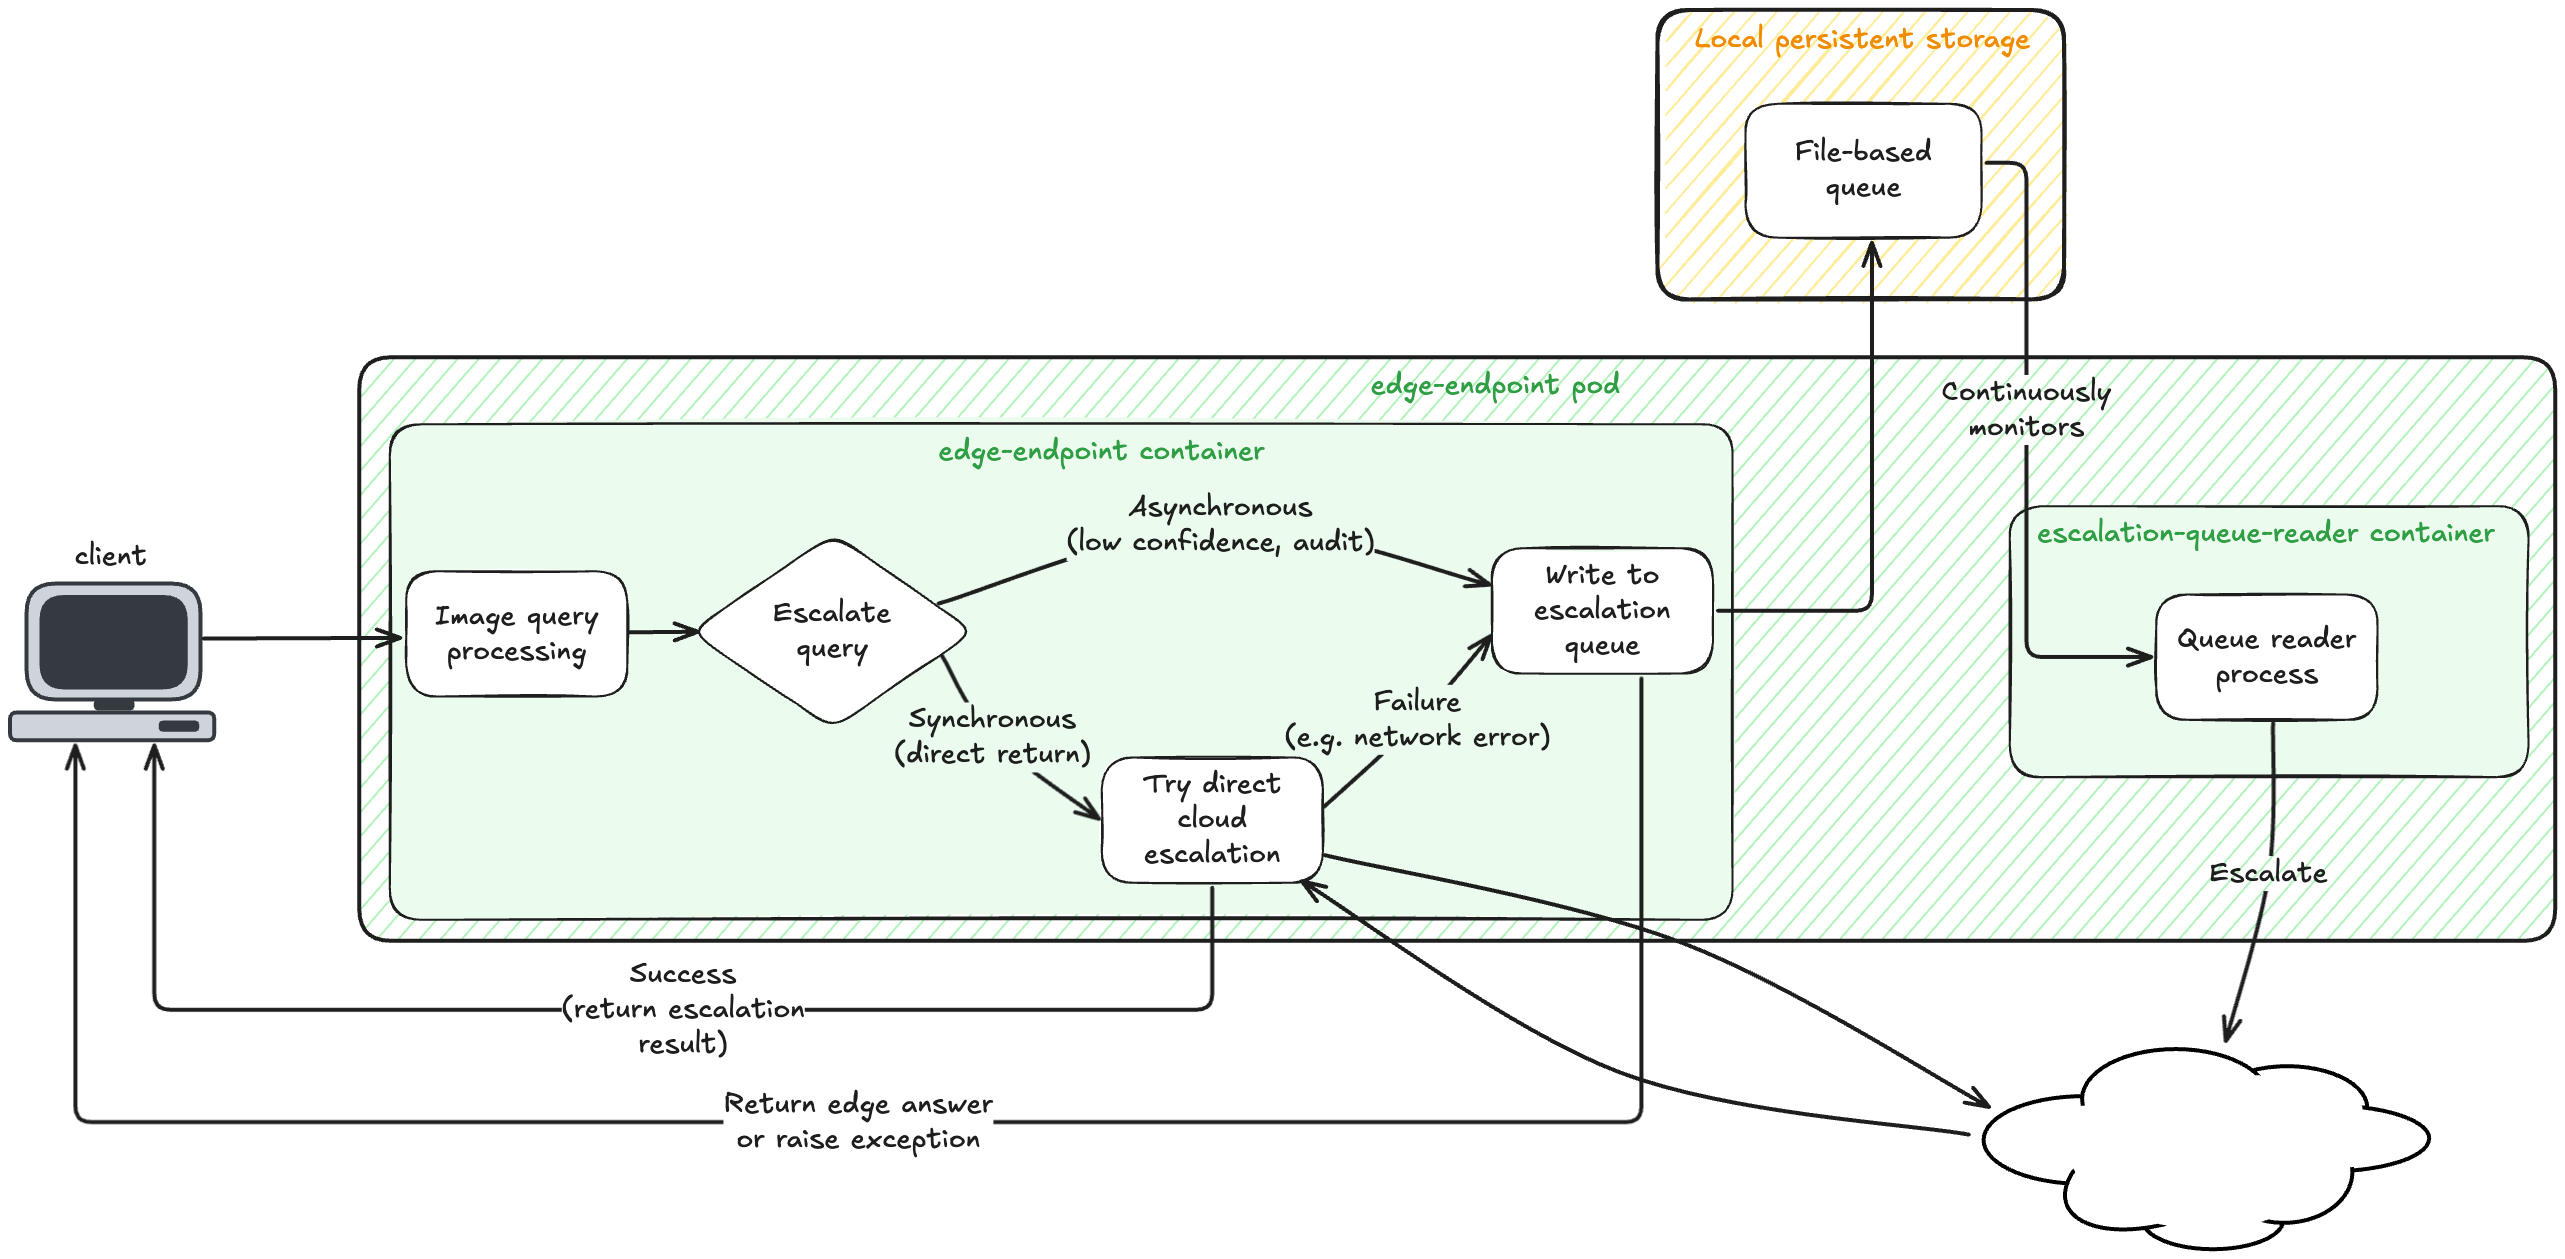 Local persistent storage
File-based
queue
edge-endpoint pod
Continuously
monitors
edge-endpoint container
Asynchronous
(low confidence, audit)
escalation-queue-reader container
client
Image query
processing
Escalate
query
Write to
escalation
queue
Queue reader
process
Synchronous
(direct return)
Failure
(e.g. network error)
Try direct
cloud
escalation
Escalate
Success
(return escalation
result)
Return edge answer
or raise exception